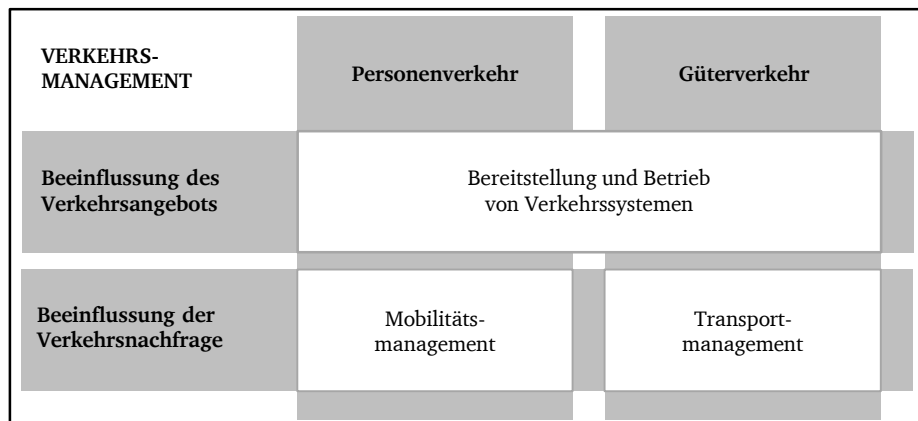 VERKEHRS-
MANAGEMENT
Personenverkehr
Güterverkehr
Beeinflussung des
Verkehrsangebots
Bereitstellung und Betrieb
von Verkehrssystemen
Beeinflussung der
Verkehrsnachfrage
Mobilitäts-
management
Transport-
management